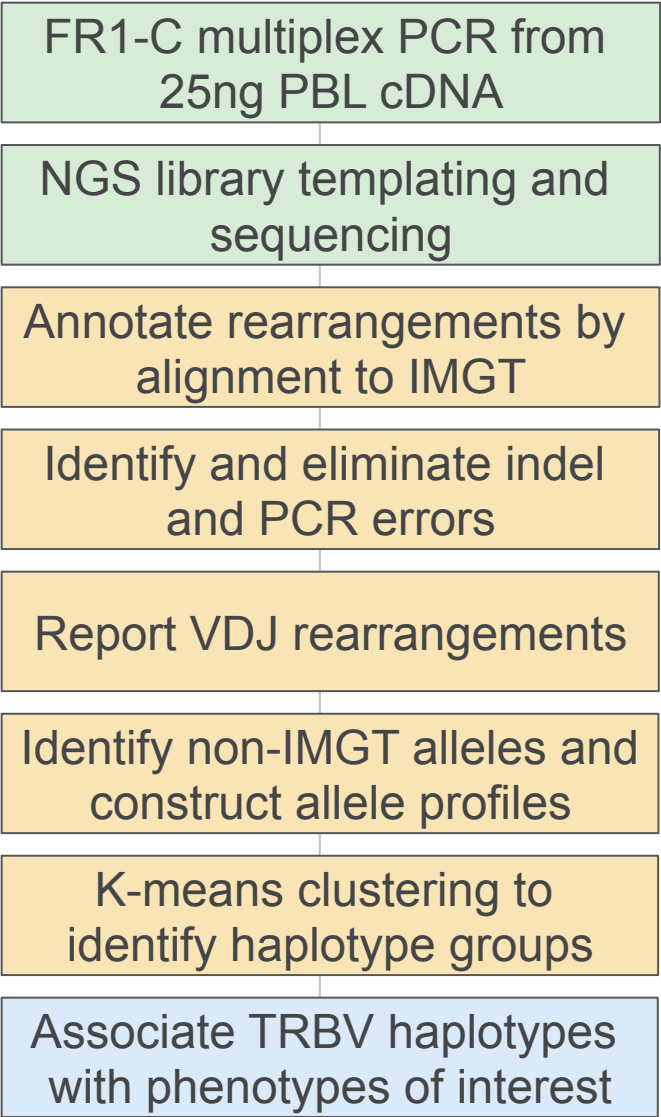 FR1-C multiplex PCR from
25ng PBL cDNA
NGS library templating and
sequencing
Annotate rearrangements by
alignment to IMGT
Identify and eliminate indel
and PCR errors
Report VDJ rearrangements
Identify non-IMGT alleles and
construct allele profiles
K-means clustering to
identify haplotype groups
Associate TRBV haplotypes
with phenotypes of interest